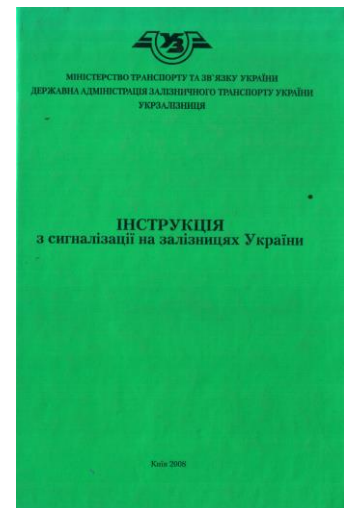 УЗ
МІНІСТЕРСТВО ТРАНСПОРТУ ТА ЗВ'ЯЗКУ УКРАЇНИ
ДЕРЖАВНА АДМІНІСТРАЦІЯ ЗАЛІЗНИЧНОГО ТРАНСПОРТУ УКРАЇНИ
УКРЗАЛІЗНИЦЯ
ІНСТРУКЦІЯ
з сигналізації на залізницях України
Київ 2006